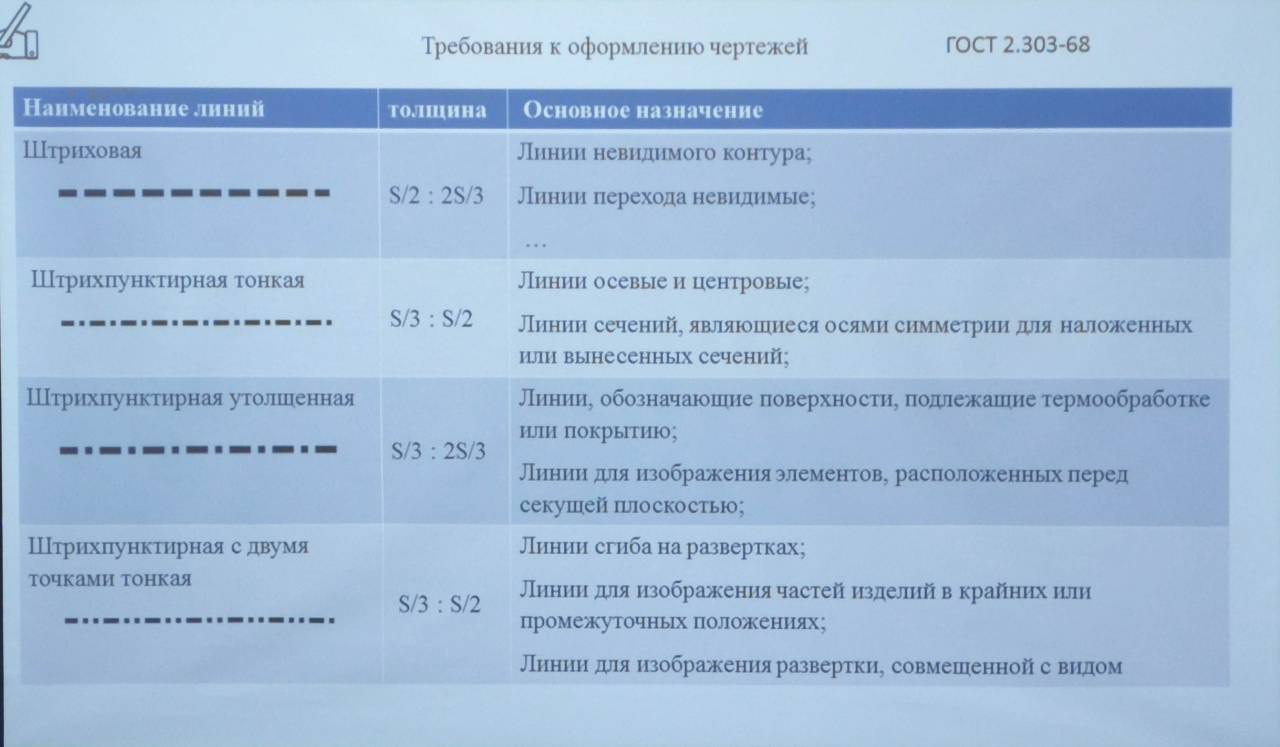 Требования к оформлению чертежей
ГОСТ 2.303-68
Наименование линий
толщина
Основное назначение
Штриховая
S/2 : 2S/3
Линии невидимого контура;
Линии перехода невидимые;
…
Штрихпунктирная тонкая
S/3 : S/2
Линии осевые и центровые;
Линии сечений, являющиеся осями симметрии для наложенных
или вынесенных сечений;
Штрихпунктирная утолщенная
S/3 : 2S/3
Линии, обозначающие поверхности, подлежащие термообработке
или покрытию;
Линии для изображения элементов, расположенных перед
секущей плоскостью;
Штрихпунктирная с двумя
точками тонкая
S/3 : S/2
Линии сгиба на развертках;
Линии для изображения частей изделий в крайних или
промежуточных положениях;
Линии для изображения развертки, совмещенной с видом